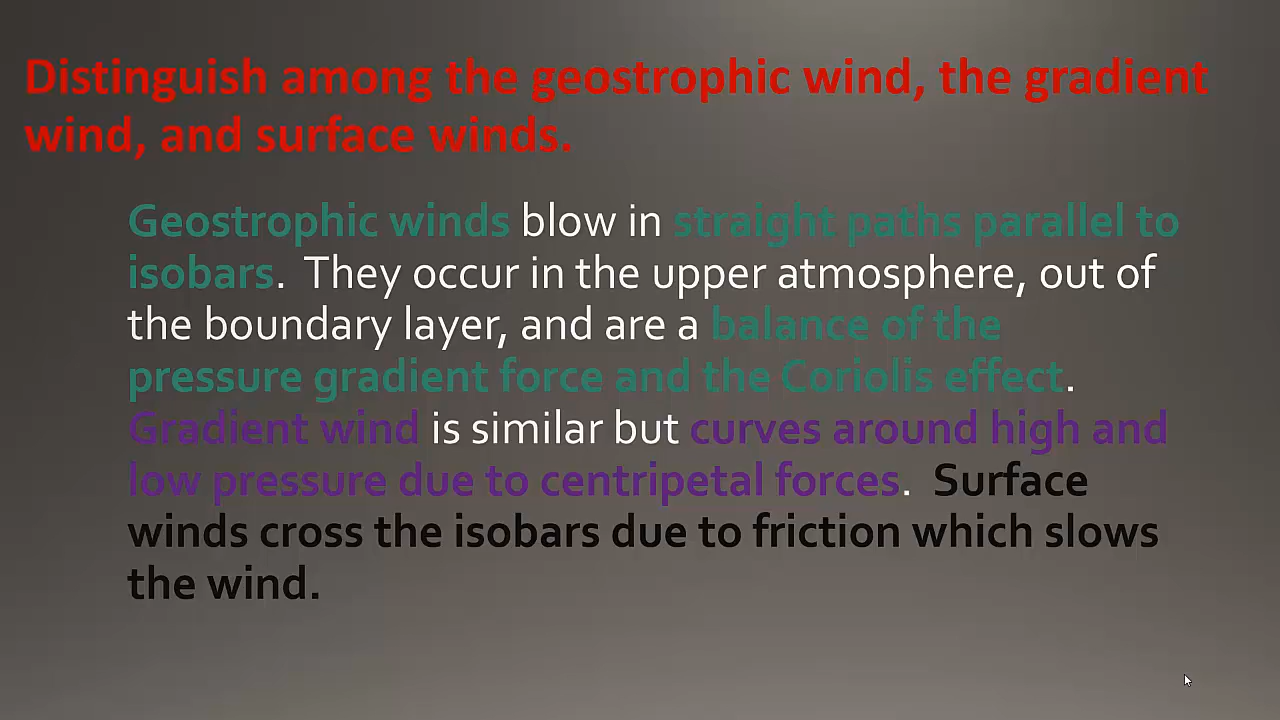 Distinguish among the geostrophic wind, the gradient
wind, and surface winds.
Geostrophic winds blow in straight paths parallel to
isobars.  They occur in the upper atmosphere, out of
the boundary layer, and are a balance of the
pressure gradient force and the Coriolis effect.
Gradient wind is similar but curves around high and
low pressure due to centripetal forces.  Surface
winds cross the isobars due to friction which slows
the wind.